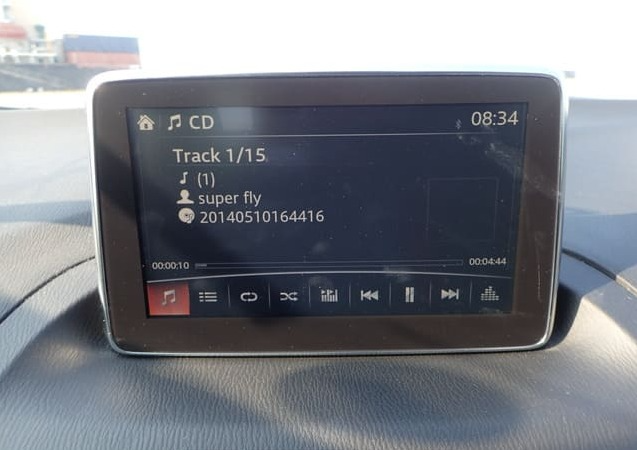 CD 08:34
Track 1/15
(1)
super fly
20140510164416
00:00:10 00:04:44